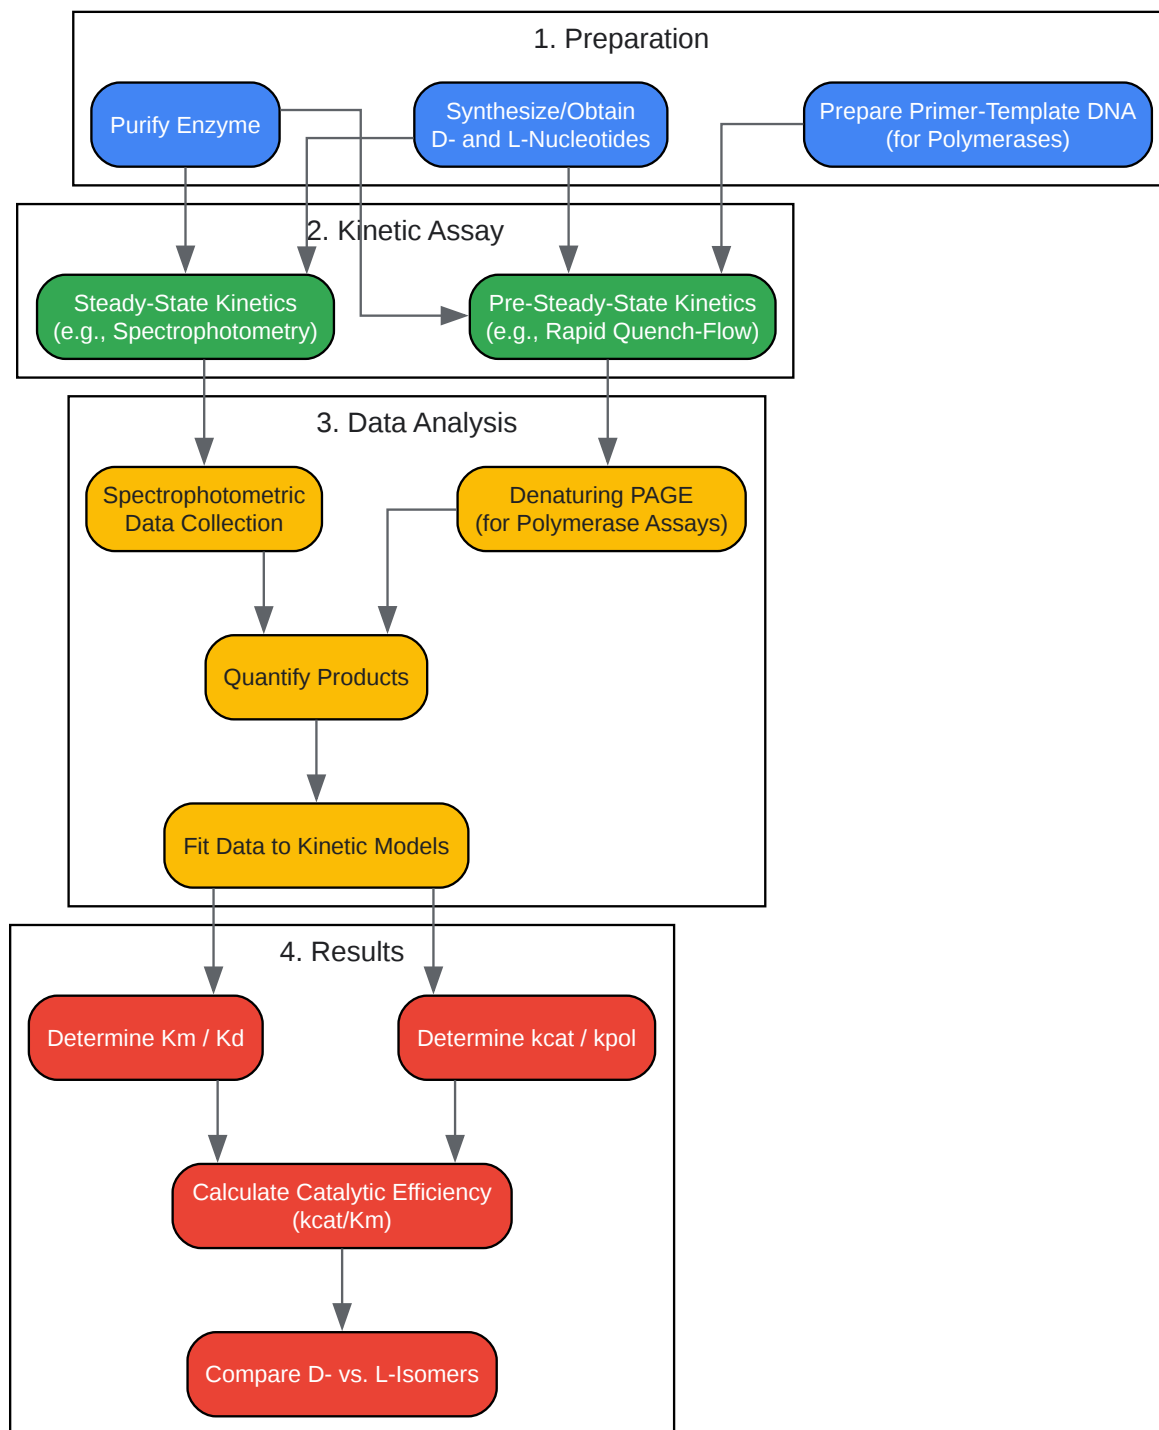 1. Preparation
Purify Enzyme
Synthesize/Obtain
D- and L-Nucleotides
Prepare Primer-Template DNA
(for Polymerases)
2. Kinetic Assay
Steady-State Kinetics
(e.g., Spectrophotometry)
Pre-Steady-State Kinetics
(e.g., Rapid Quench-Flow)
3. Data Analysis
Spectrophotometric
Data Collection
Denaturing PAGE
(for Polymerase Assays)
Quantify Products
Fit Data to Kinetic Models
4. Results
Determine Km / Kd
Determine kcat / kpol
Calculate Catalytic Efficiency
(kcat/Km)
Compare D- vs. L-Isomers